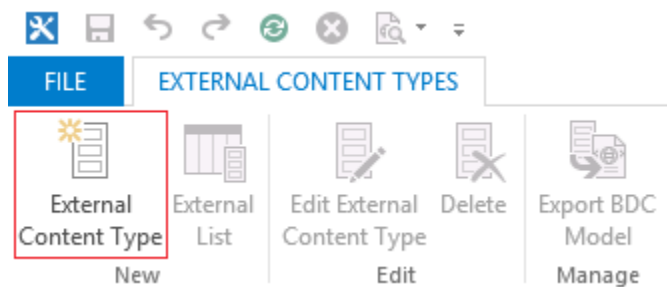 FILE EXTERNAL CONTENT TYPES
External Content Type
External List
Edit External Content Type
Delete
Export BDC Model
New Edit Manage